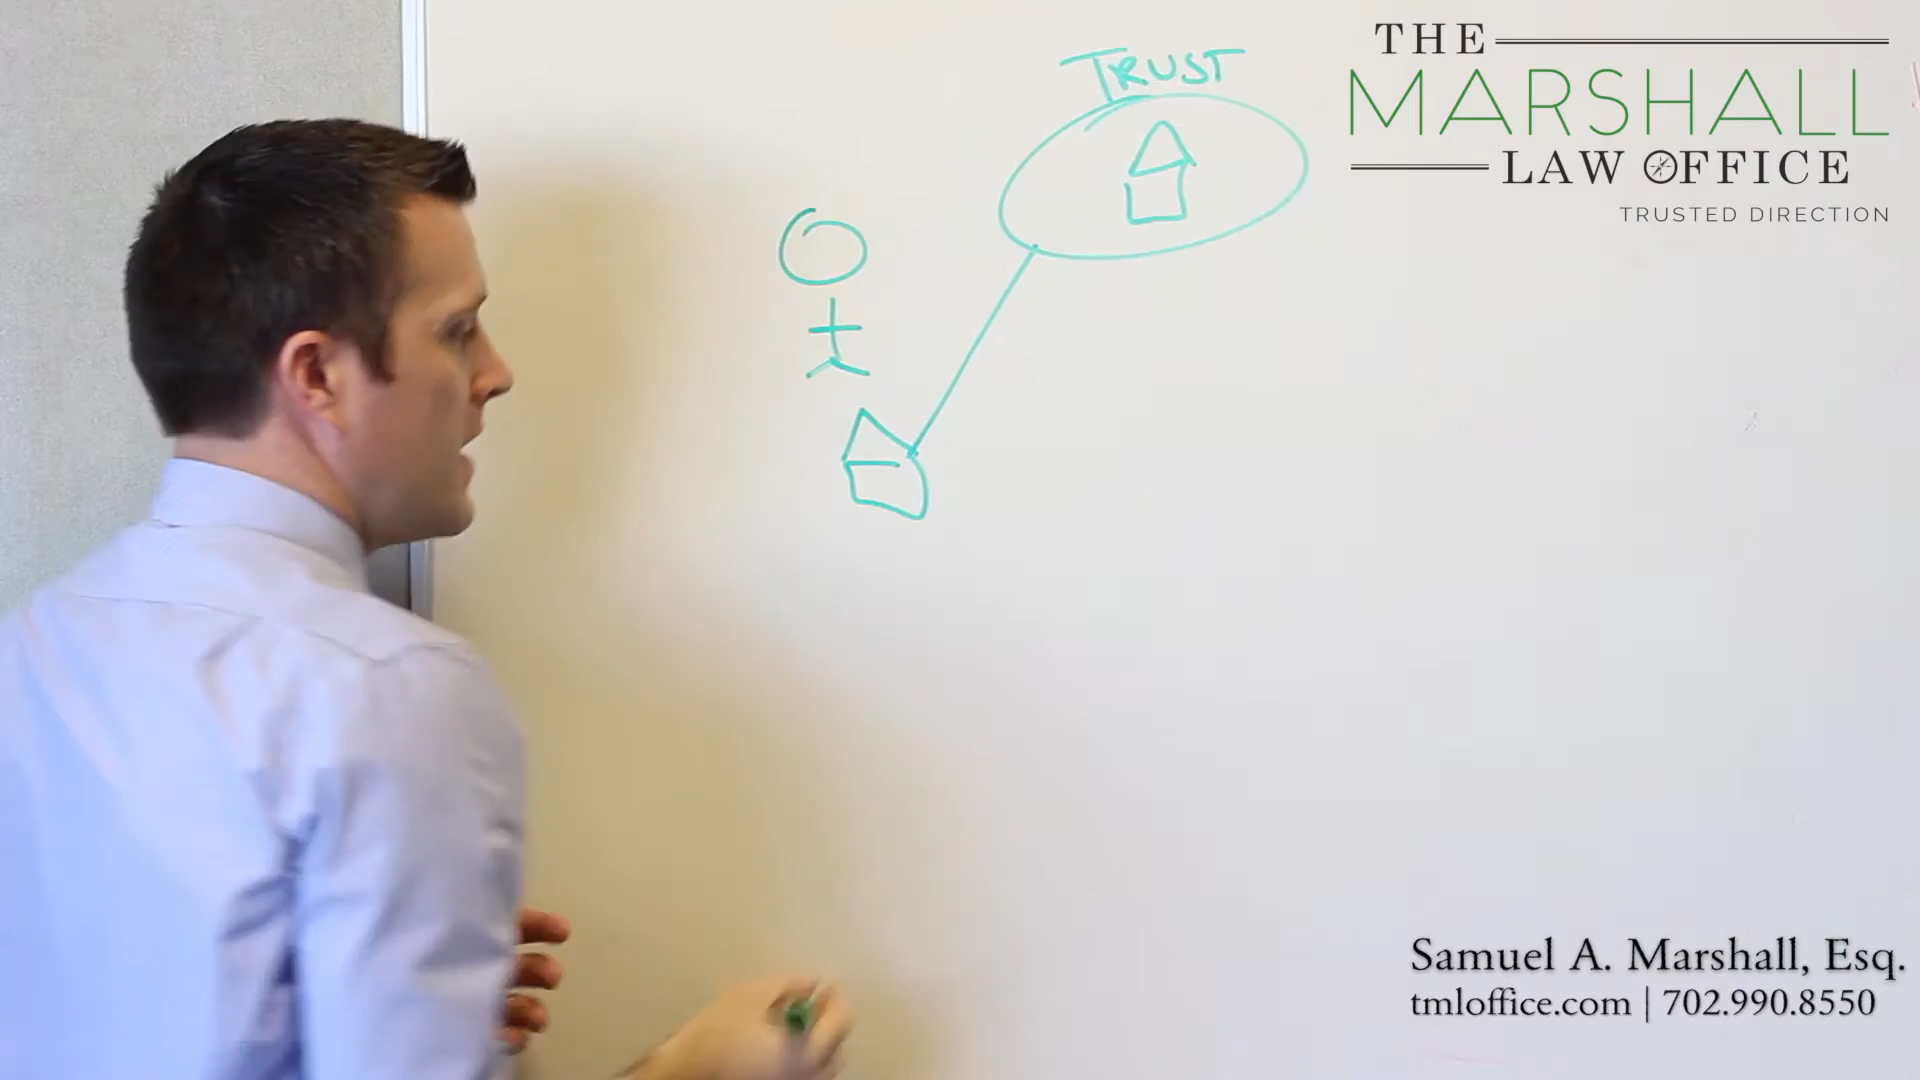 TRUST
THE
MARSHALL
LAW OFFICE
TRUSTED DIRECTION
Samuel A. Marshall, Esq.
tmloffice.com | 702.990.8550